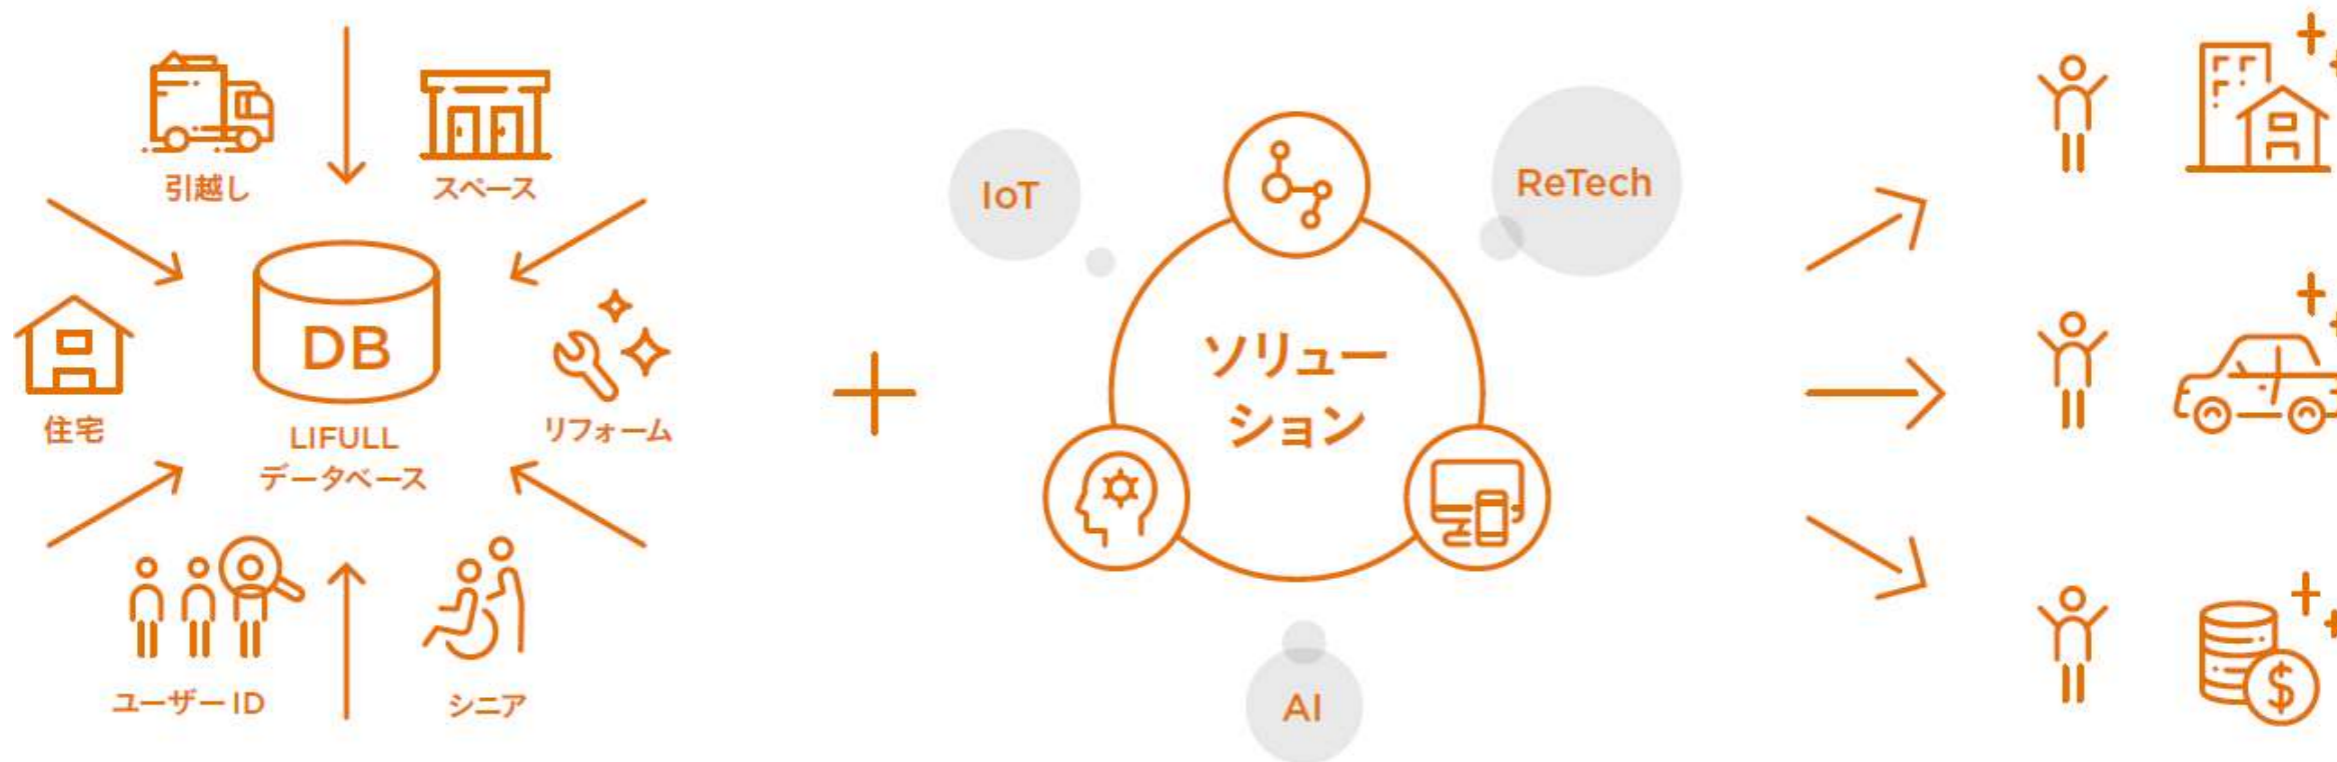 引越し
スペース
住宅
DB
LIFULL
データベース
リフォーム
ユーザー ID
シニア
IoT
ReTech
ソリュー
ション
AI
$